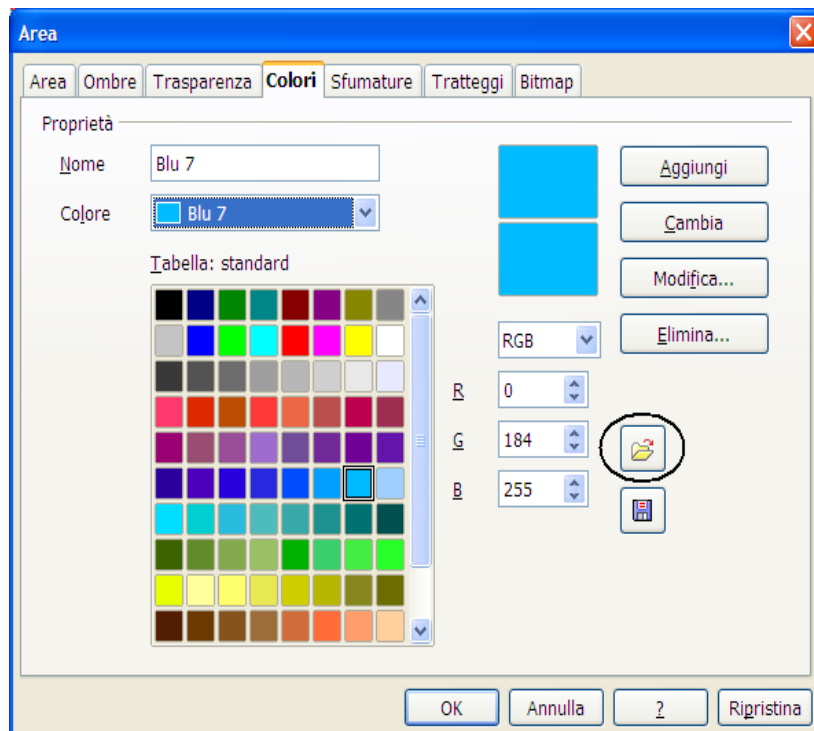 Area
Area Ombre Trasparenza Colori Sfumature Tratteggi Bitmap
Proprietà
Nome Blu 7 Aggiungi
Colore Blu 7 Cambia
Tabella: standard Modifica...
RGB Elimina...
R 0
G 184
B 255
OK Annulla ? Ripristina